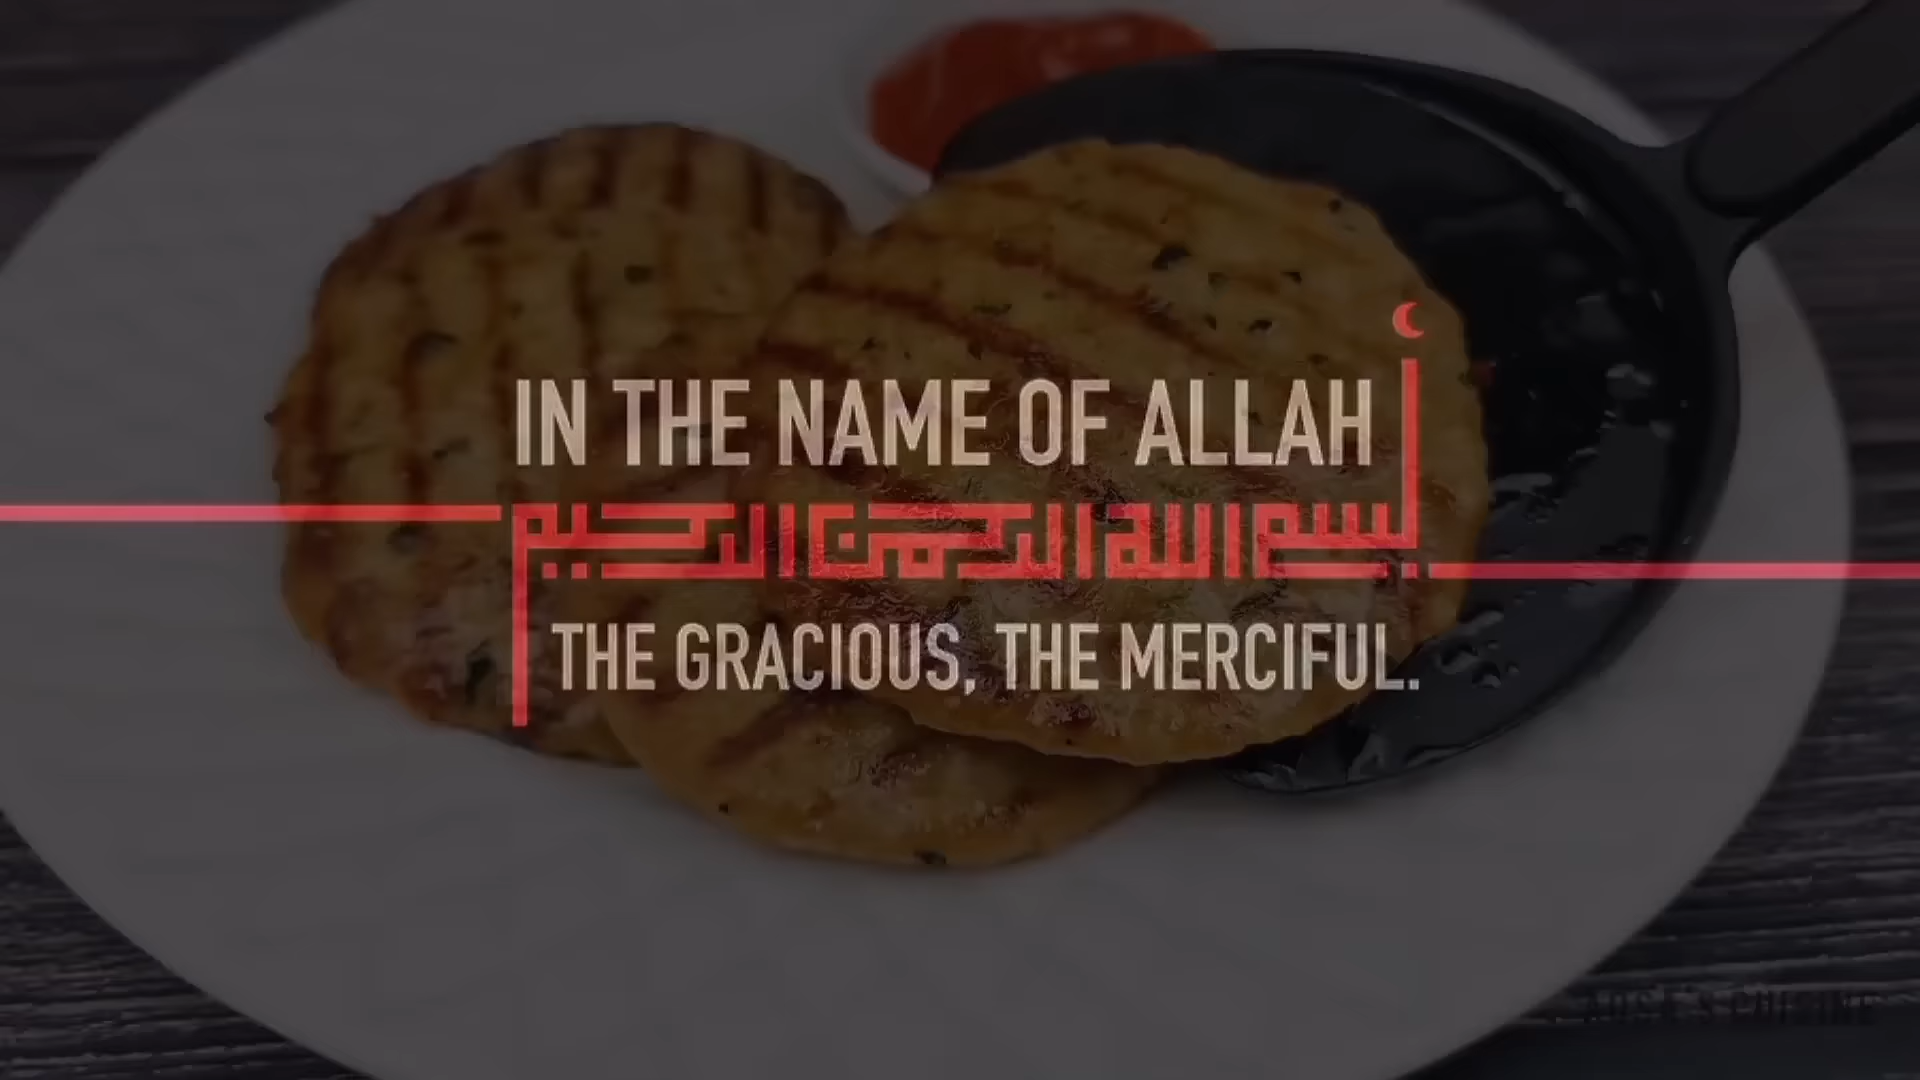 IN THE NAME OF ALLAH
بسم الله الرحمن الرحيم
THE GRACIOUS, THE MERCIFUL.